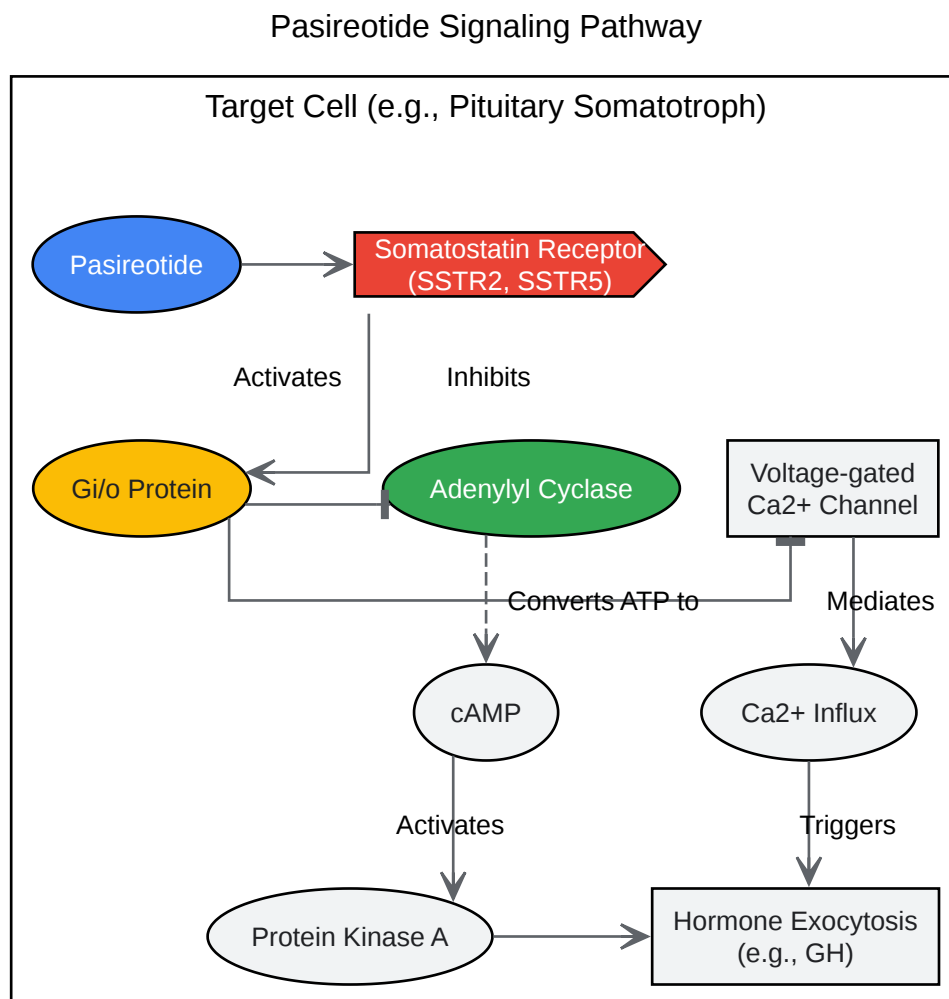 Pasireotide Signaling Pathway
Target Cell (e.g., Pituitary Somatotroph)
Pasireotide
Somatostatin Receptor
(SSTR2, SSTR5)
Activates
Inhibits
Gi/o Protein
Adenylyl Cyclase
Voltage-gated
Ca2+ Channel
Converts ATP to
Mediates
cAMP
Ca2+ Influx
Activates
Triggers
Protein Kinase A
Hormone Exocytosis
(e.g., GH)